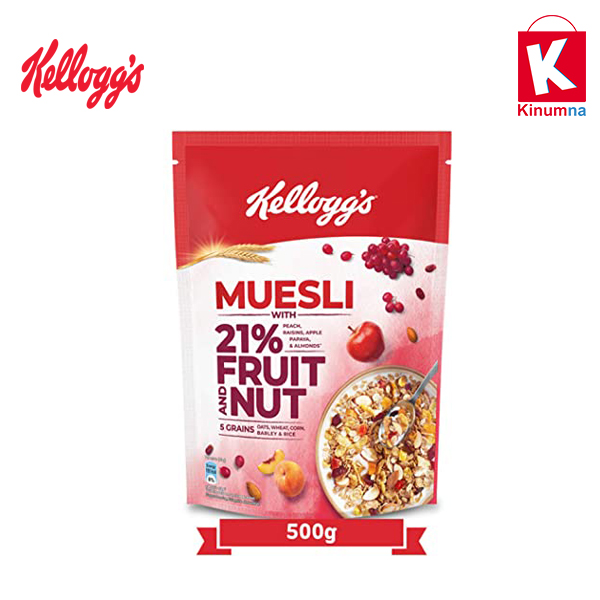 Kellogg's
K
Kinumna
Kellogg's
MUESLI
WITH
21%
PEACH,
RAISINS, APPLE
PAPAYA,
& ALMONDS*
FRUIT
AND
NUT
5 GRAINS
OATS, WHEAT, CORN,
BARLEY & RICE
500g